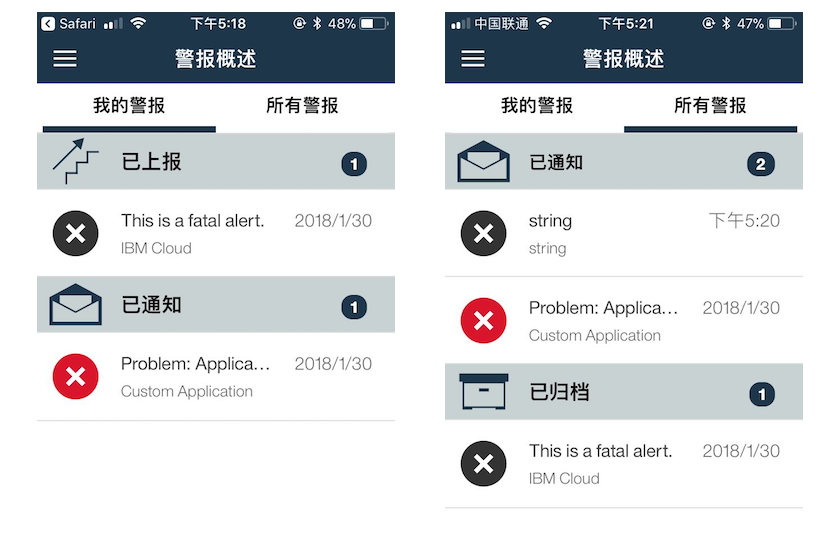 Safari 下午5:18 48%
警报概述
我的警报 所有警报
已上报 1
This is a fatal alert. 2018/1/30
IBM Cloud
已通知 1
Problem: Applica... 2018/1/30
Custom Application
中国联通 下午5:21 47%
警报概述
我的警报 所有警报
已通知 2
string 下午5:20
string
Problem: Applica... 2018/1/30
Custom Application
已归档 1
This is a fatal alert. 2018/1/30
IBM Cloud